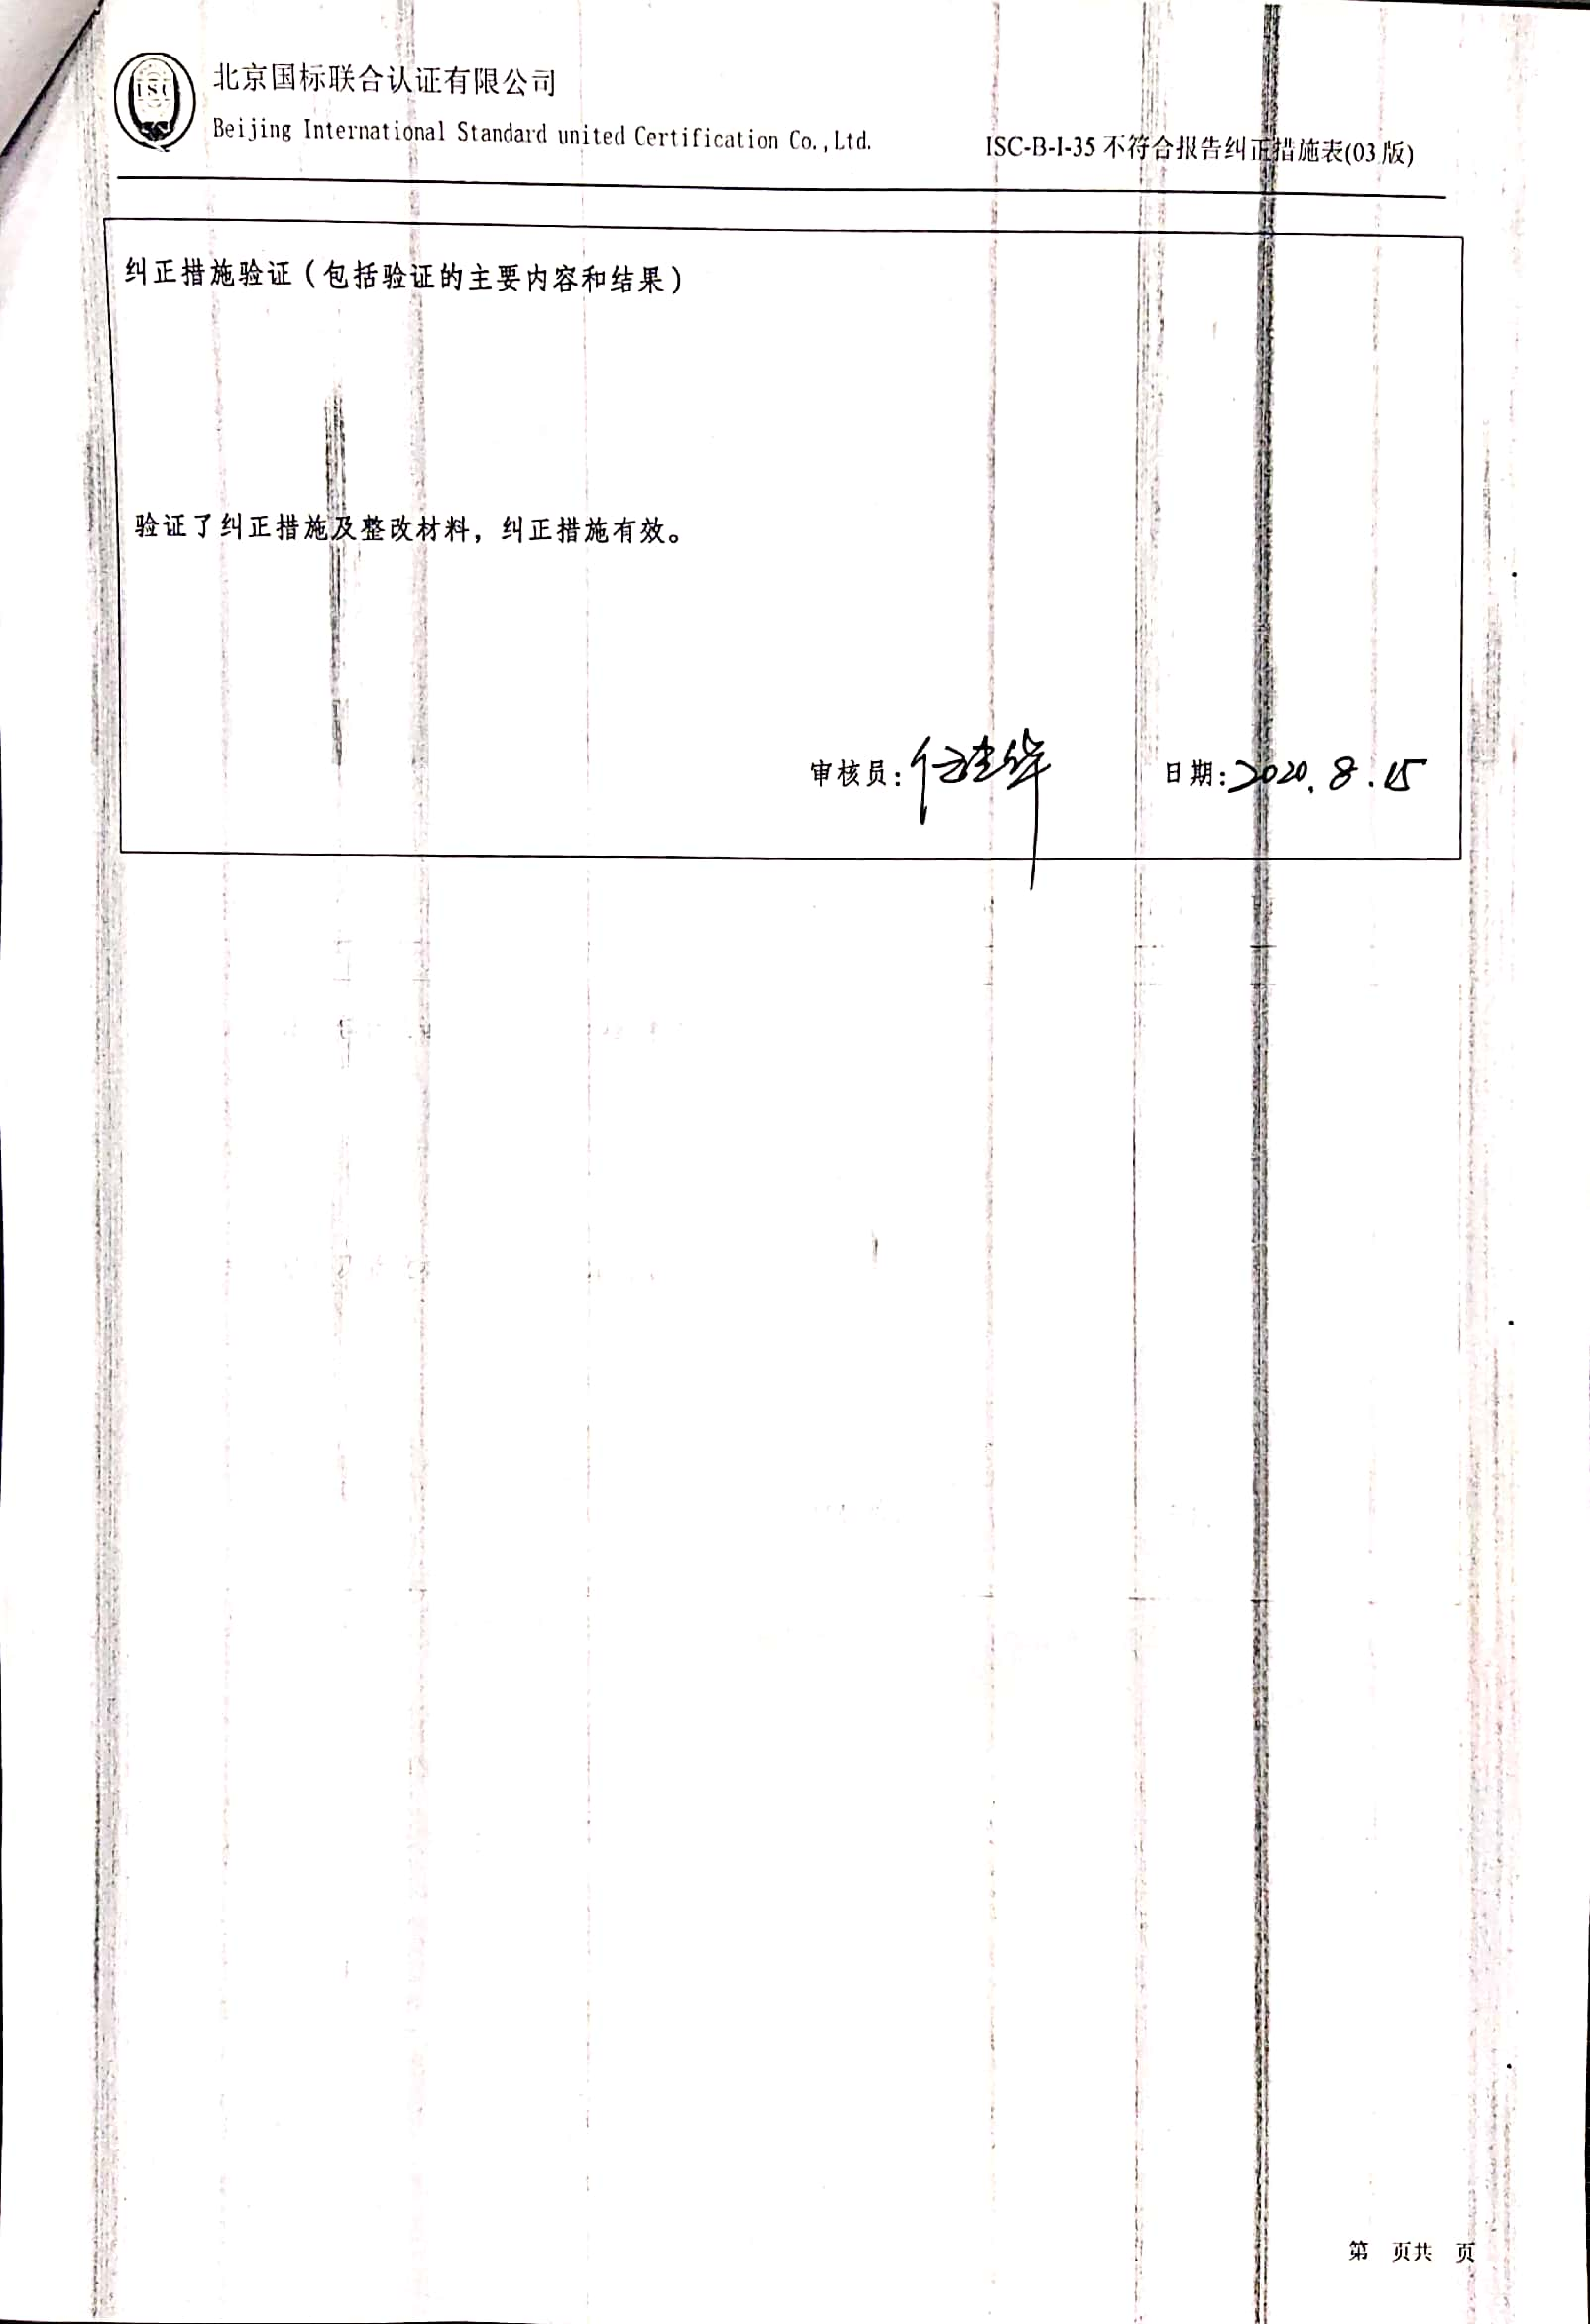 ISC
北京国标联合认证有限公司
Beijing International Standard united Certification Co.,Ltd.
ISC-B-I-35 不符合报告纠正措施表(03 版)
纠正措施验证（包括验证的主要内容和结果）
验证了纠正措施及整改材料，纠正措施有效。
审核员： 日期：2020.8.15
第 页共 页